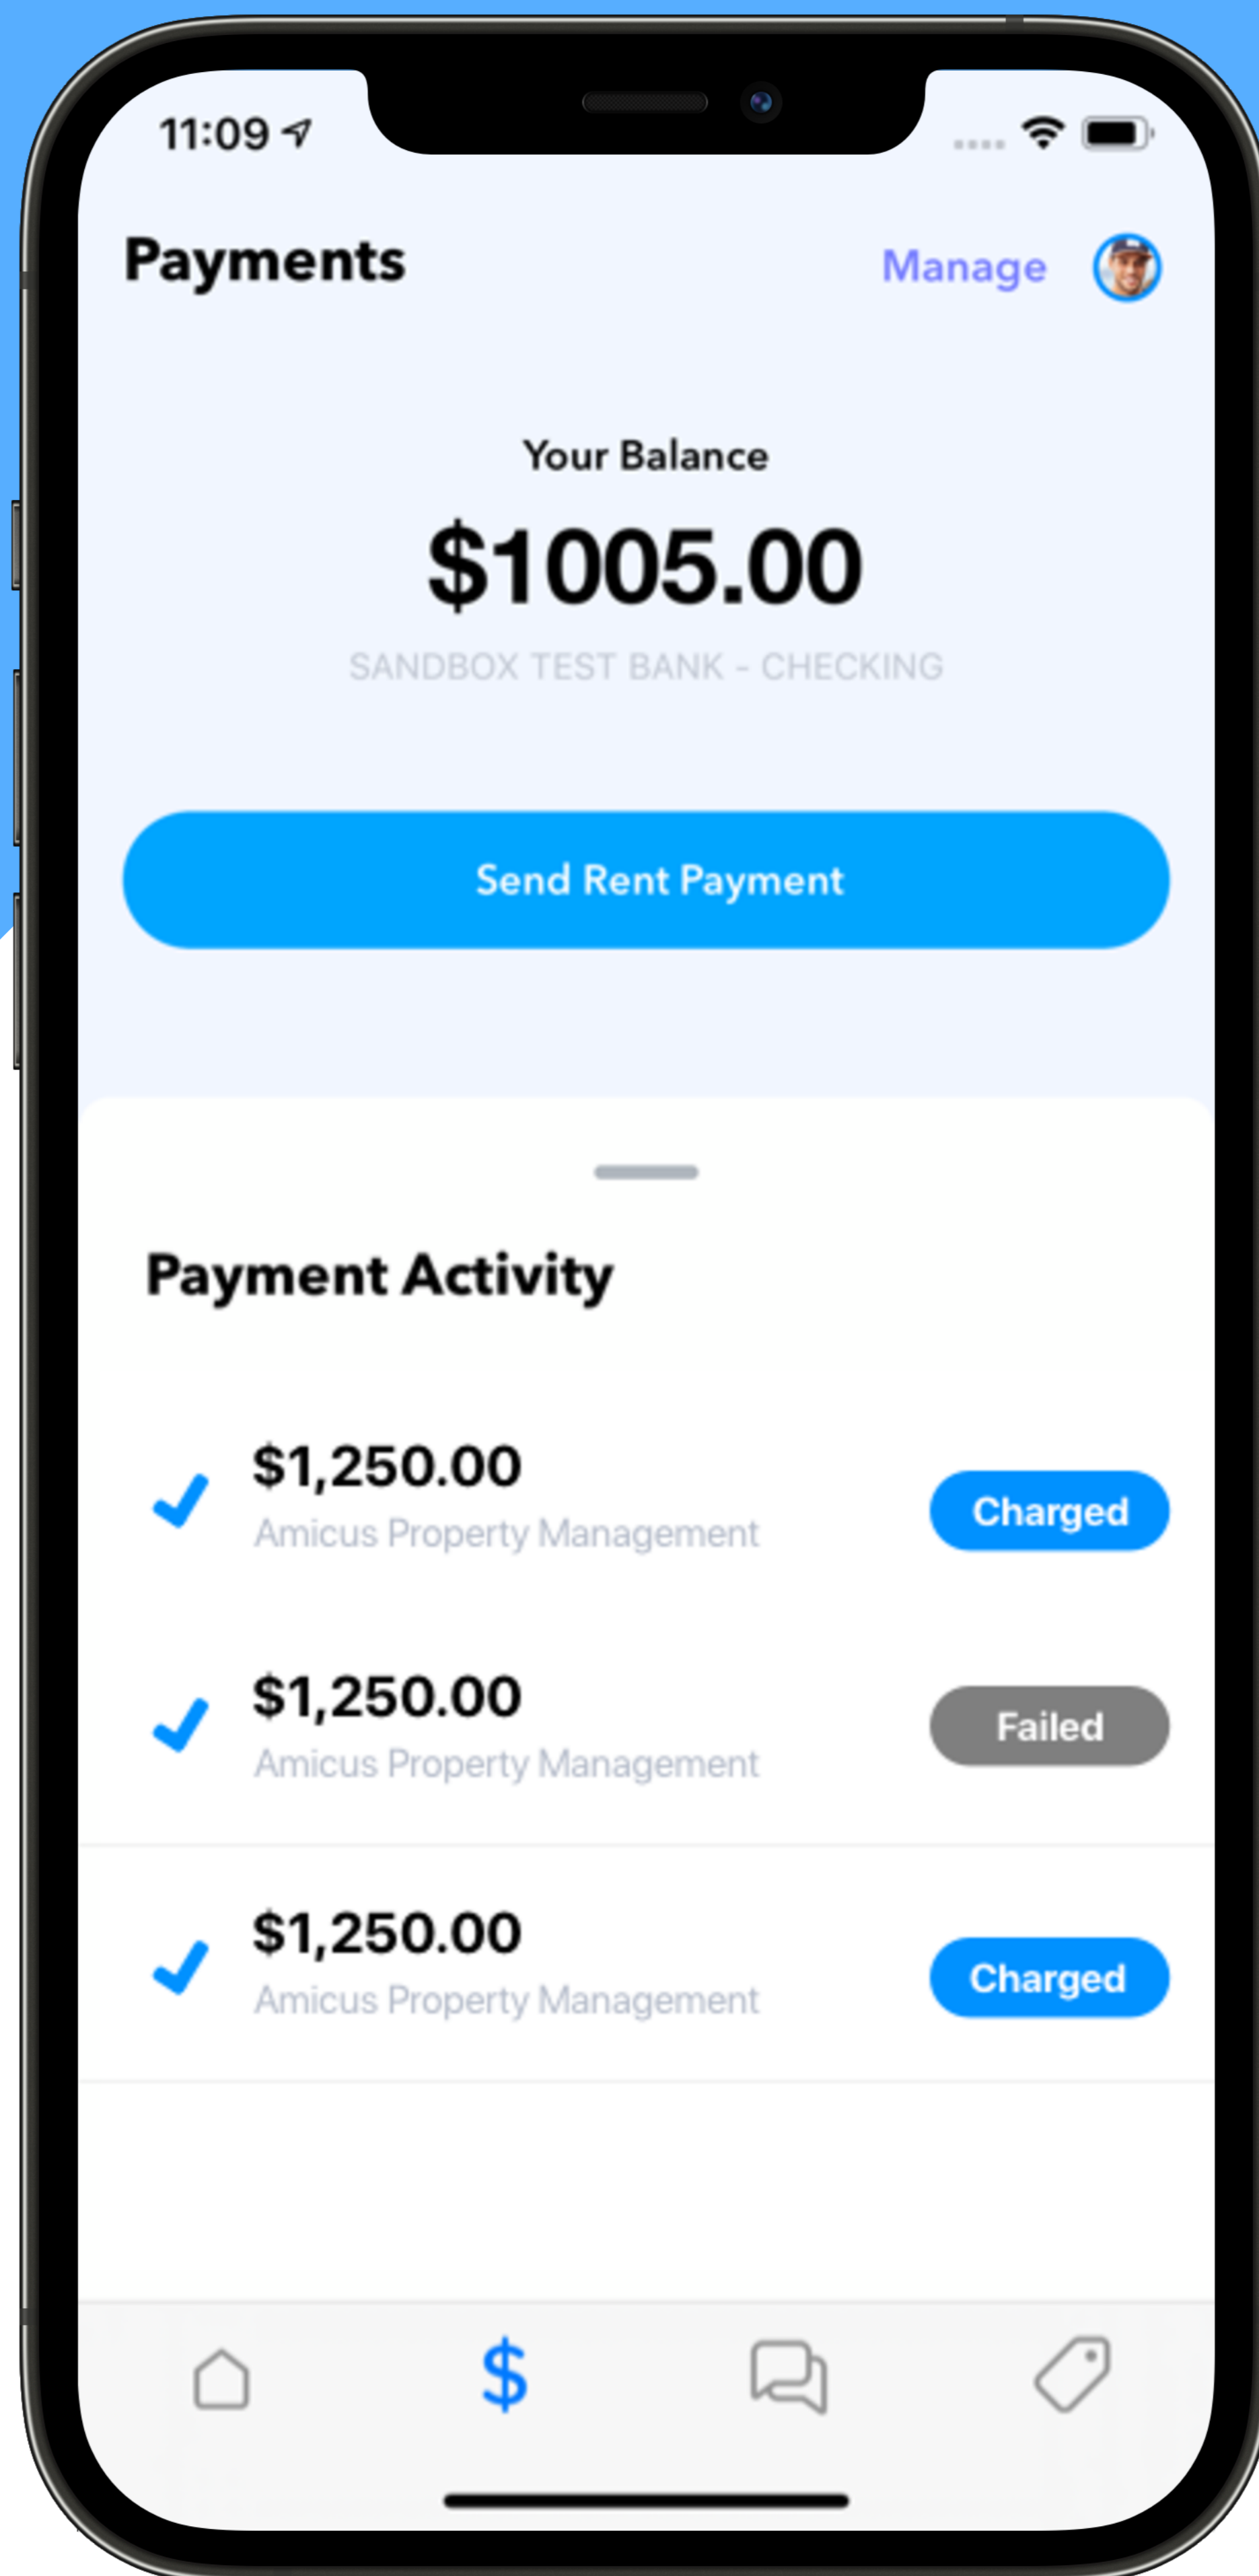 11:09
Payments
Manage
Your Balance
$1005.00
SANDBOX TEST BANK - CHECKING
Send Rent Payment
Payment Activity
$1,250.00
Amicus Property Management
Charged
$1,250.00
Amicus Property Management
Failed
$1,250.00
Amicus Property Management
Charged
$